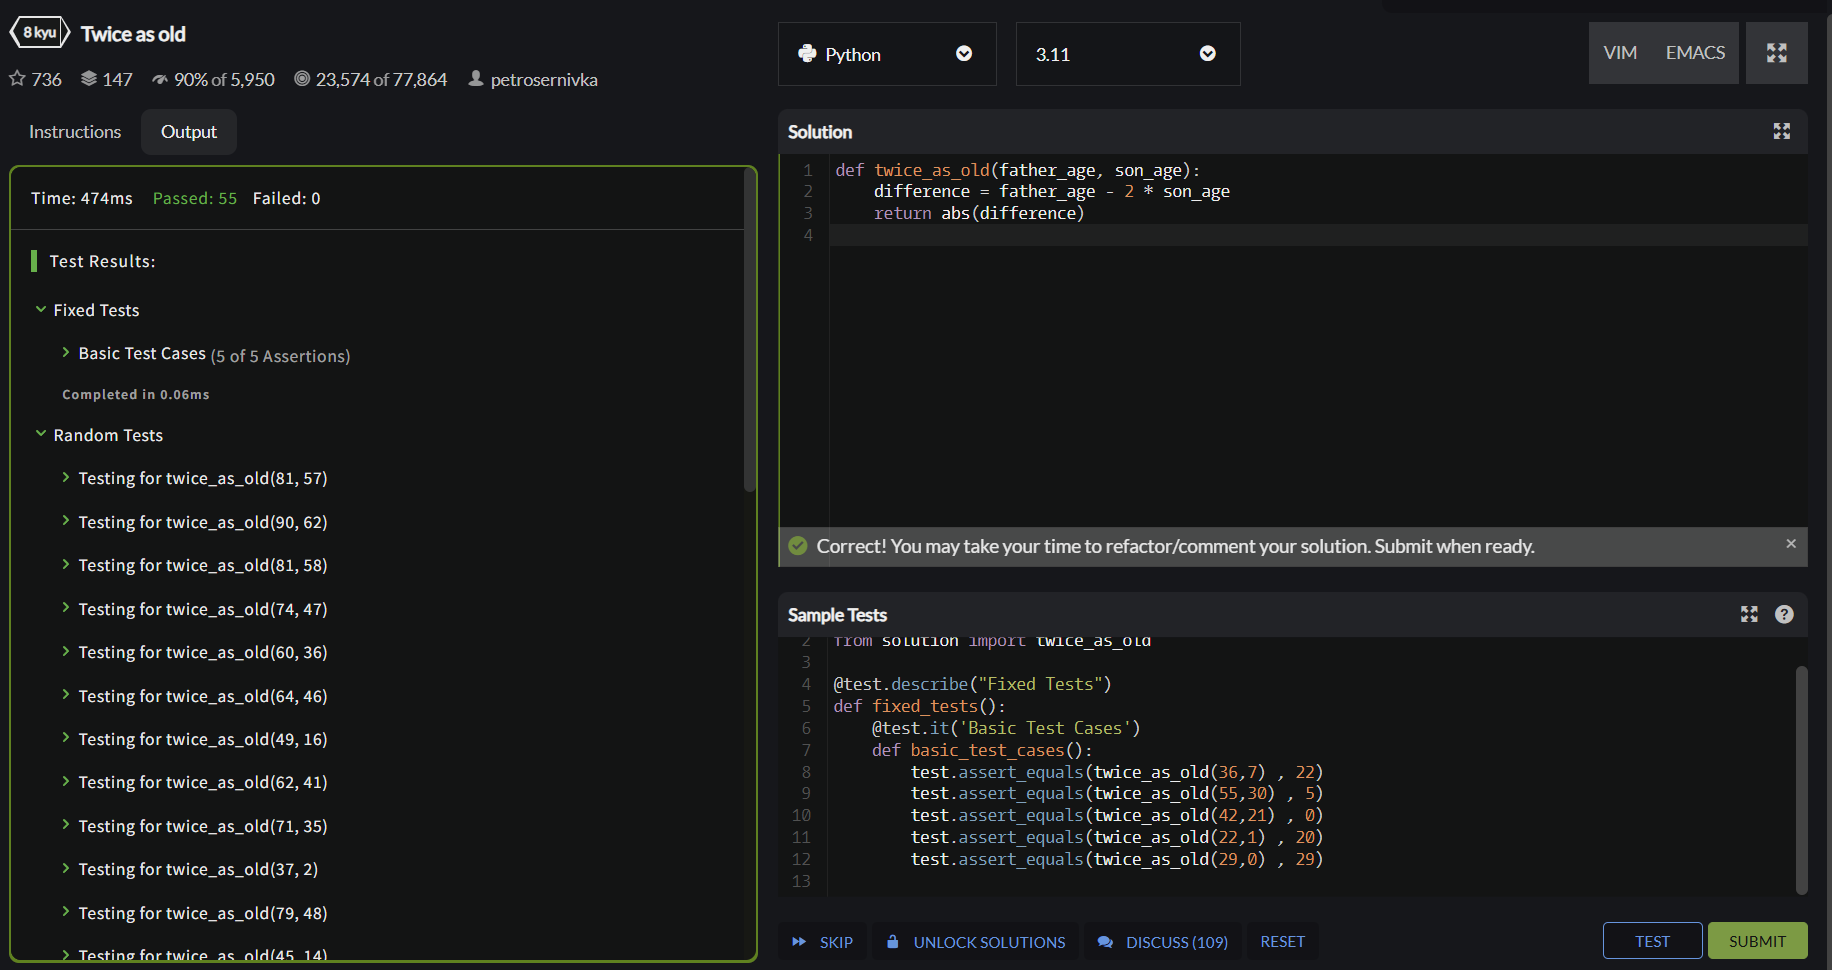 8 kyu Twice as old
736 147 90% of 5,950 23,574 of 77,864 petrosernivka
Instructions Output
Time: 474ms Passed: 55 Failed: 0
Test Results:
Fixed Tests
Basic Test Cases (5 of 5 Assertions)
Completed in 0.06ms
Random Tests
Testing for twice_as_old(81, 57)
Testing for twice_as_old(90, 62)
Testing for twice_as_old(81, 58)
Testing for twice_as_old(74, 47)
Testing for twice_as_old(60, 36)
Testing for twice_as_old(64, 46)
Testing for twice_as_old(49, 16)
Testing for twice_as_old(62, 41)
Testing for twice_as_old(71, 35)
Testing for twice_as_old(37, 2)
Testing for twice_as_old(79, 48)
Testing for twice_as_old(45, 14)
Python 3.11 VIM EMACS
Solution
1 def twice_as_old(father_age, son_age):
2 difference = father_age - 2 * son_age
3 return abs(difference)
4
Correct! You may take your time to refactor/comment your solution. Submit when ready. ×
Sample Tests ?
2 from solution import twice_as_old
3
4 @test.describe("Fixed Tests")
5 def fixed_tests():
6 @test.it('Basic Test Cases')
7 def basic_test_cases():
8 test.assert_equals(twice_as_old(36,7) , 22)
9 test.assert_equals(twice_as_old(55,30) , 5)
10 test.assert_equals(twice_as_old(42,21) , 0)
11 test.assert_equals(twice_as_old(22,1) , 20)
12 test.assert_equals(twice_as_old(29,0) , 29)
13
SKIP UNLOCK SOLUTIONS DISCUSS (109) RESET TEST SUBMIT